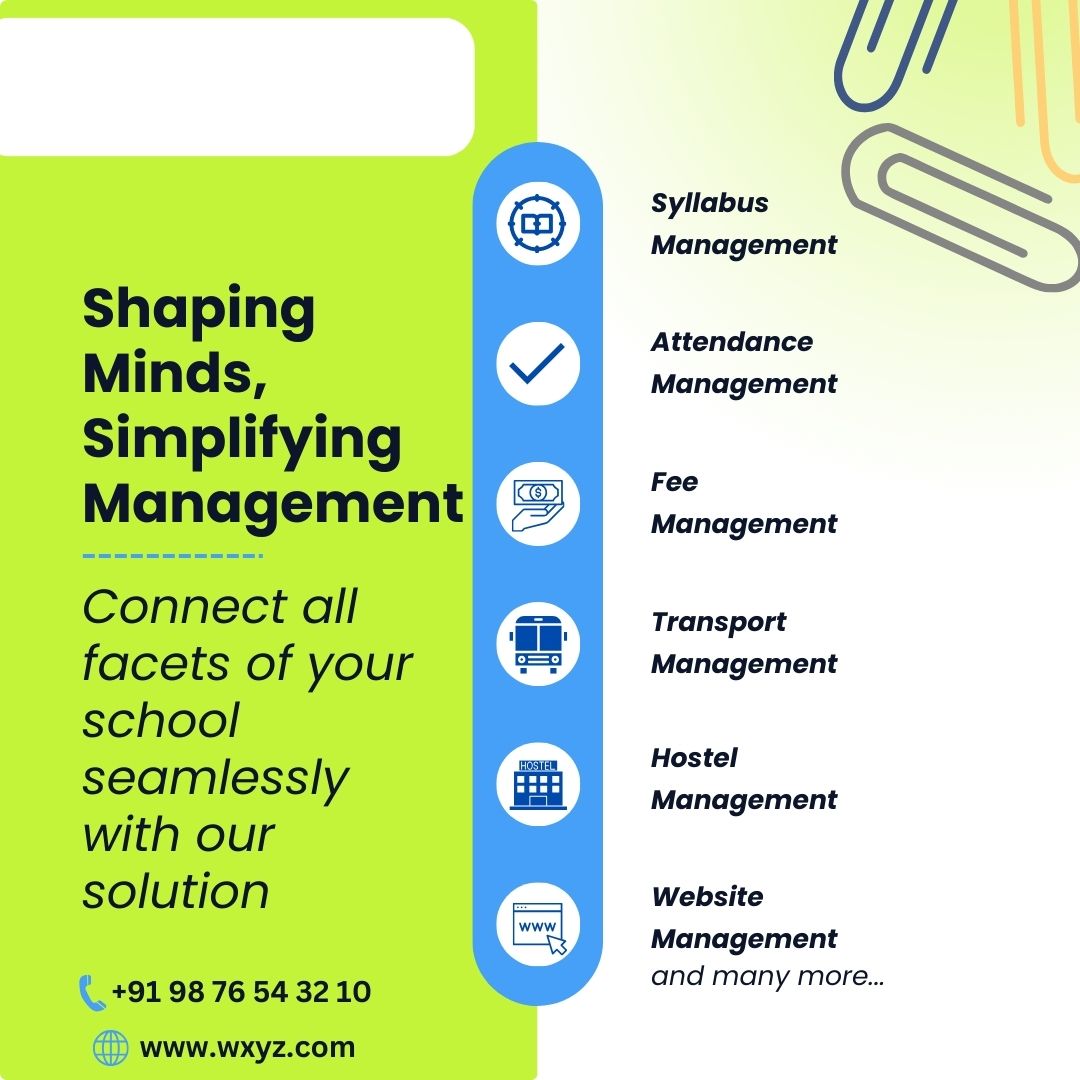 Shaping
Minds,
Simplifying
Management
Connect all
facets of your
school
seamlessly
with our
solution
+91 98 76 54 32 10
www.wxyz.com
Syllabus
Management
Attendance
Management
$
Fee
Management
Transport
Management
HOSTEL
Hostel
Management
www
Website
Management
and many more...